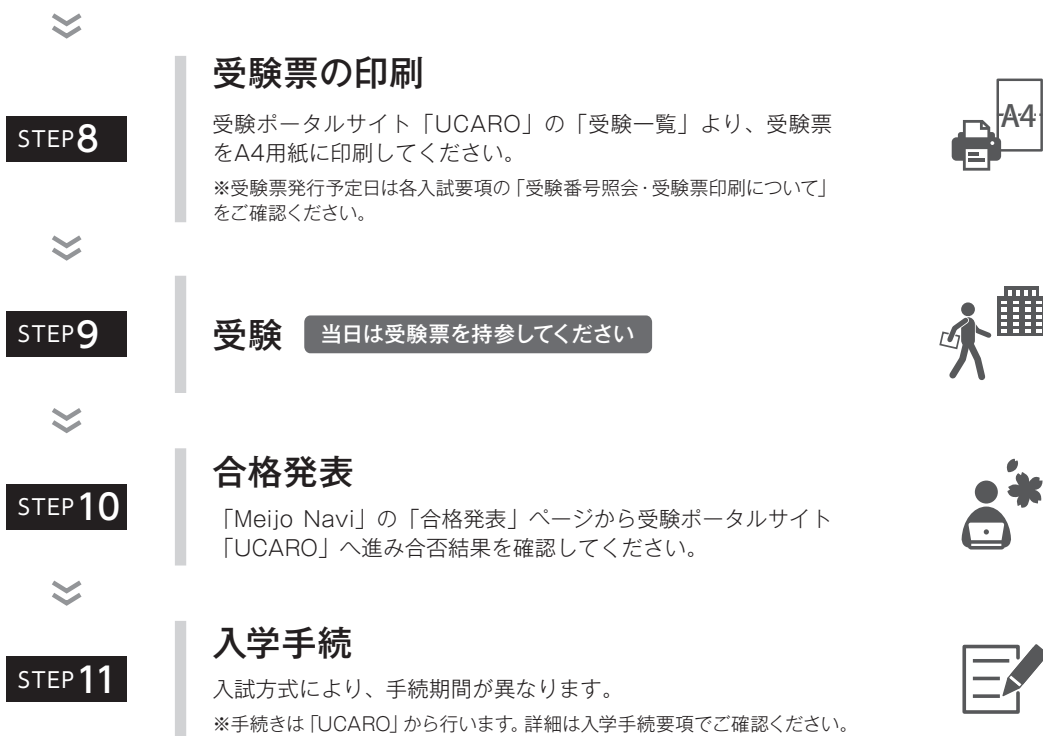 STEP8
受験票の印刷
受験ポータルサイト「UCARO」の「受験一覧」より、受験票
をA4用紙に印刷してください。
※受験票発行予定日は各入試要項の「受験番号照会・受験票印刷について」
をご確認ください。
A4
STEP9
受験 当日は受験票を持参してください
STEP10
合格発表
「Meijo Navi」の「合格発表」ページから受験ポータルサイト
「UCARO」へ進み合否結果を確認してください。
STEP11
入学手続
入試方式により、手続期間が異なります。
※手続きは「UCARO」から行います。詳細は入学手続要項でご確認ください。